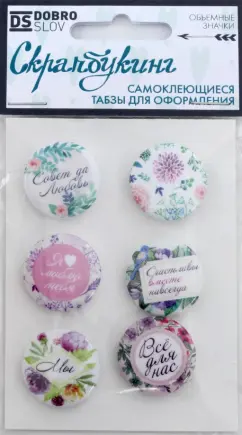 DS DOBRO
SLOV
ОБЪЕМНЫЕ
ЗНАЧКИ
Скрапбукинг
САМОКЛЕЮЩИЕСЯ
ТАБЗЫ ДЛЯ ОФОРМЛЕНИЯ
Совет да
Любовь
Я
люблю
тебя
Счастливы
вместе
навсегда
Мы
Всё
для
нас